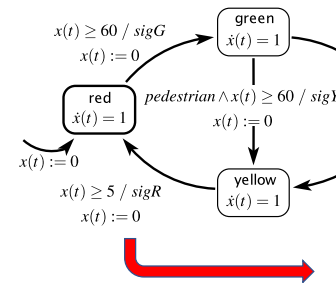 green
ẋ(t) = 1
x(t) ≥ 60 / sigG
x(t) := 0
pedestrian ∧ x(t) ≥ 60 / sigY
x(t) := 0
red
ẋ(t) = 1
x(t) := 0
yellow
ẋ(t) = 1
x(t) ≥ 5 / sigR
x(t) := 0